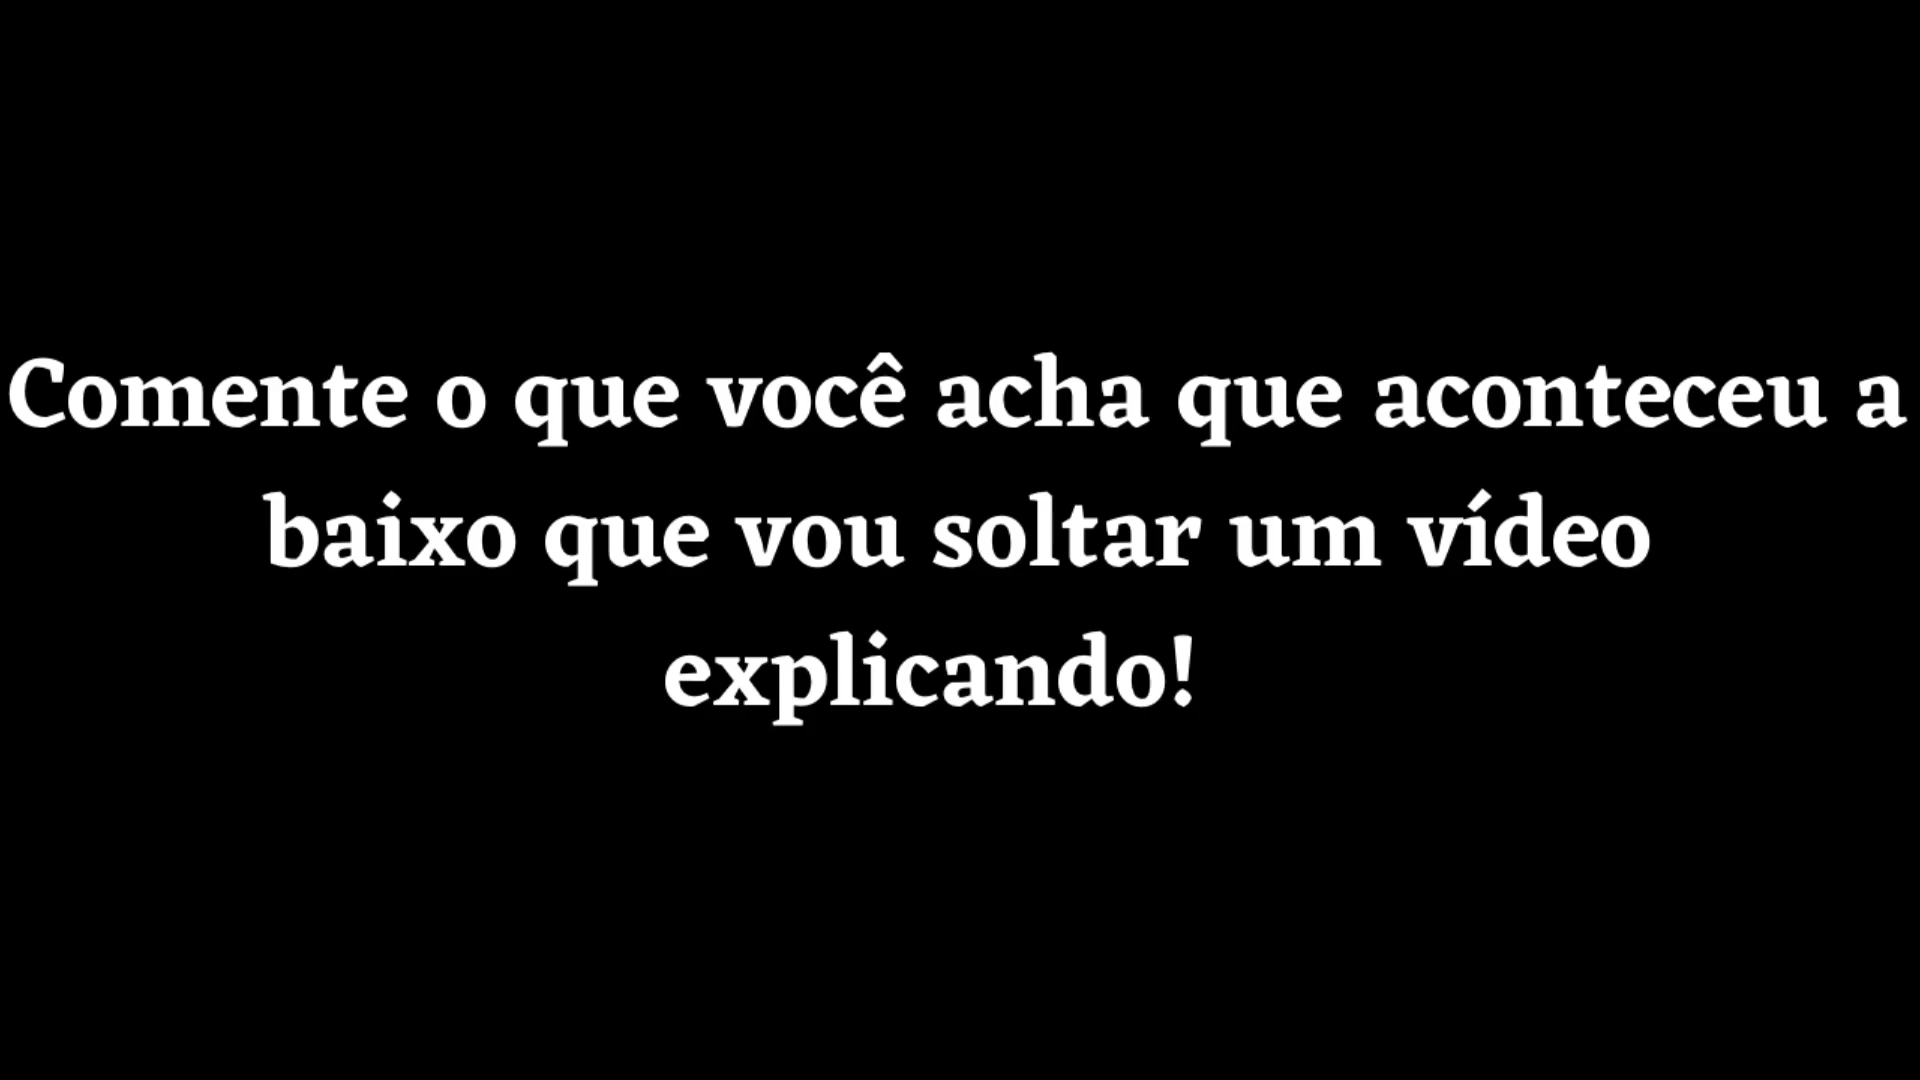 Comente o que você acha que aconteceu a
baixo que vou soltar um vídeo
explicando!